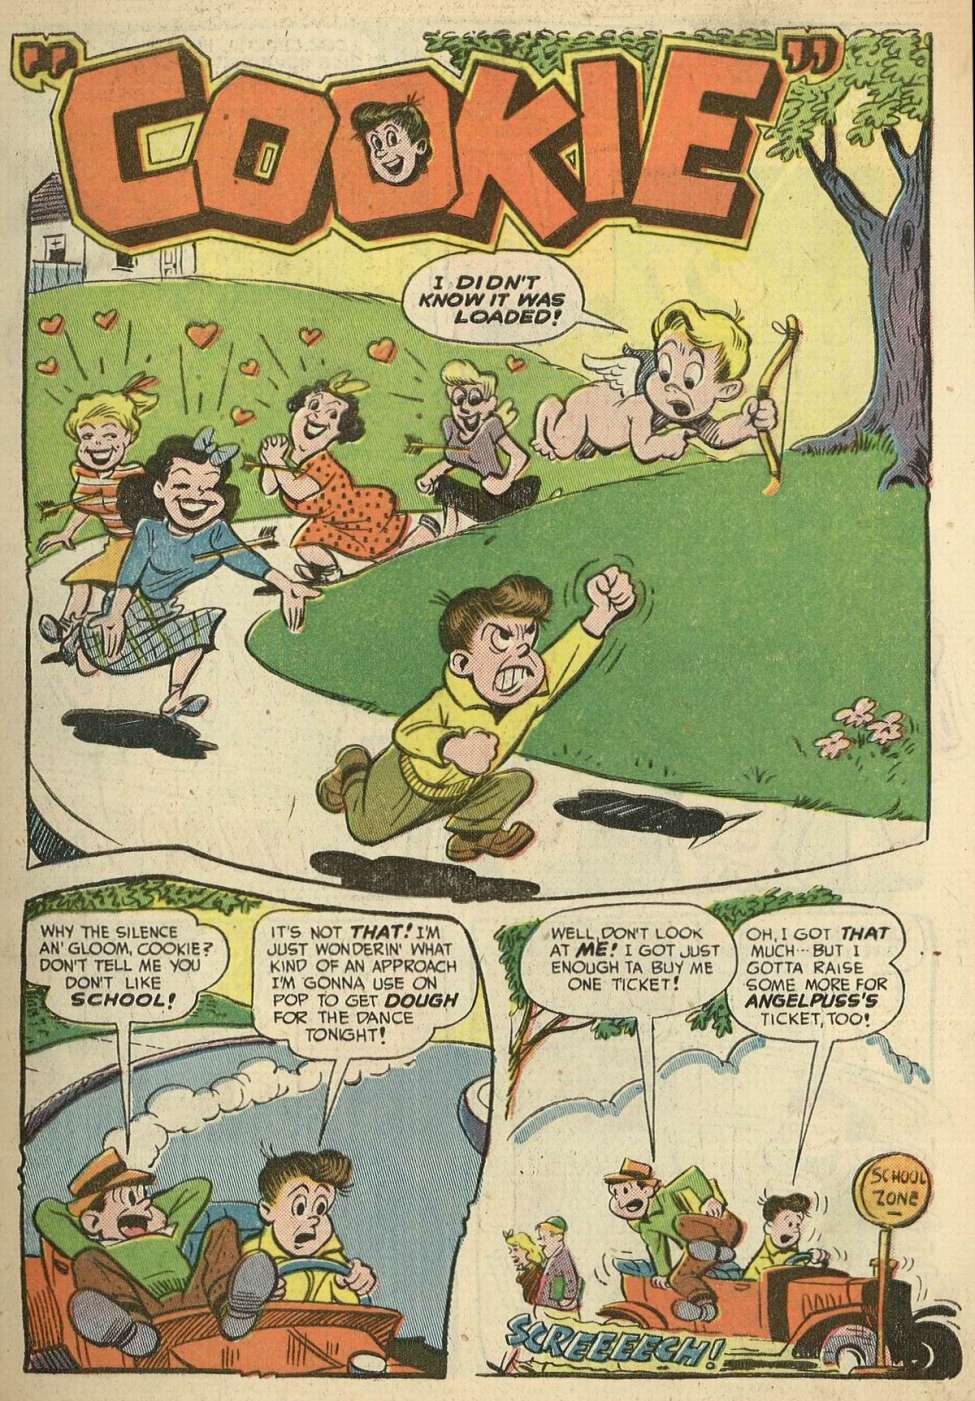 "COOKIE"
I DIDN'T
KNOW IT WAS
LOADED!
WHY THE SILENCE
AN' GLOOM, COOKIE?
DON'T TELL ME YOU
DON'T LIKE
SCHOOL!
IT'S NOT THAT! I'M
JUST WONDERIN' WHAT
KIND OF AN APPROACH
I'M GONNA USE ON
POP TO GET DOUGH
FOR THE DANCE
TONIGHT!
WELL, DON'T LOOK
AT ME! I GOT JUST
ENOUGH TA BUY ME
ONE TICKET!
OH, I GOT THAT
MUCH--- BUT I
GOTTA RAISE
SOME MORE FOR
ANGELPUSS'S
TICKET, TOO!
SCHOOL
ZONE
SCREEEEECH!